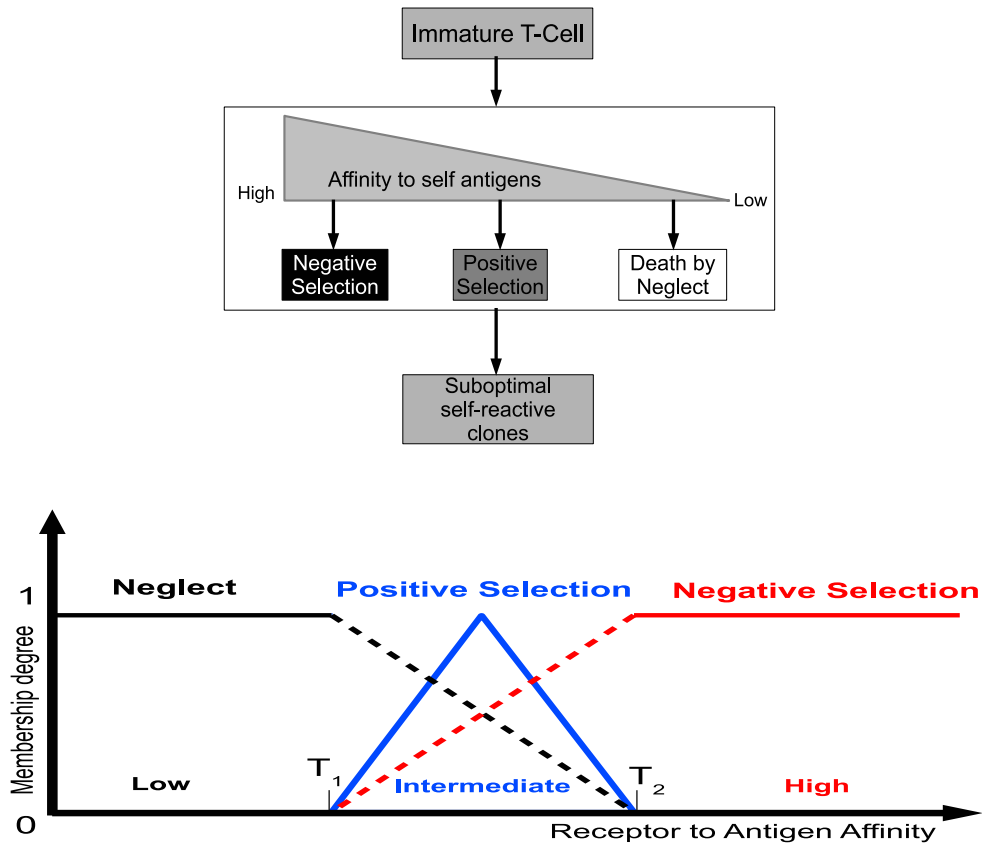 Immature T-Cell
Affinity to self antigens
High
Low
Negative
Selection
Positive
Selection
Death by
Neglect
Suboptimal
self-reactive
clones
Neglect
Positive Selection
Negative Selection
1
Membership degree
T1
T2
Low
Intermediate
High
0
Receptor to Antigen Affinity